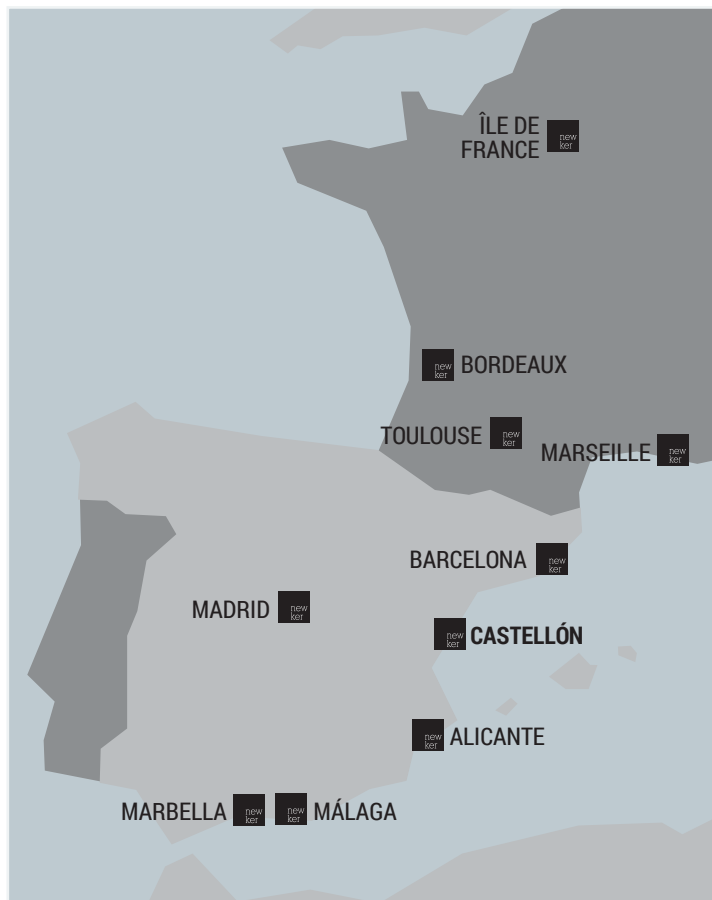 ÎLE DE
FRANCE
new
ker
new
ker
BORDEAUX
TOULOUSE
new
ker
MARSEILLE
new
ker
BARCELONA
new
ker
MADRID
new
ker
new
ker
CASTELLÓN
new
ker
ALICANTE
MARBELLA
new
ker
new
ker
MÁLAGA